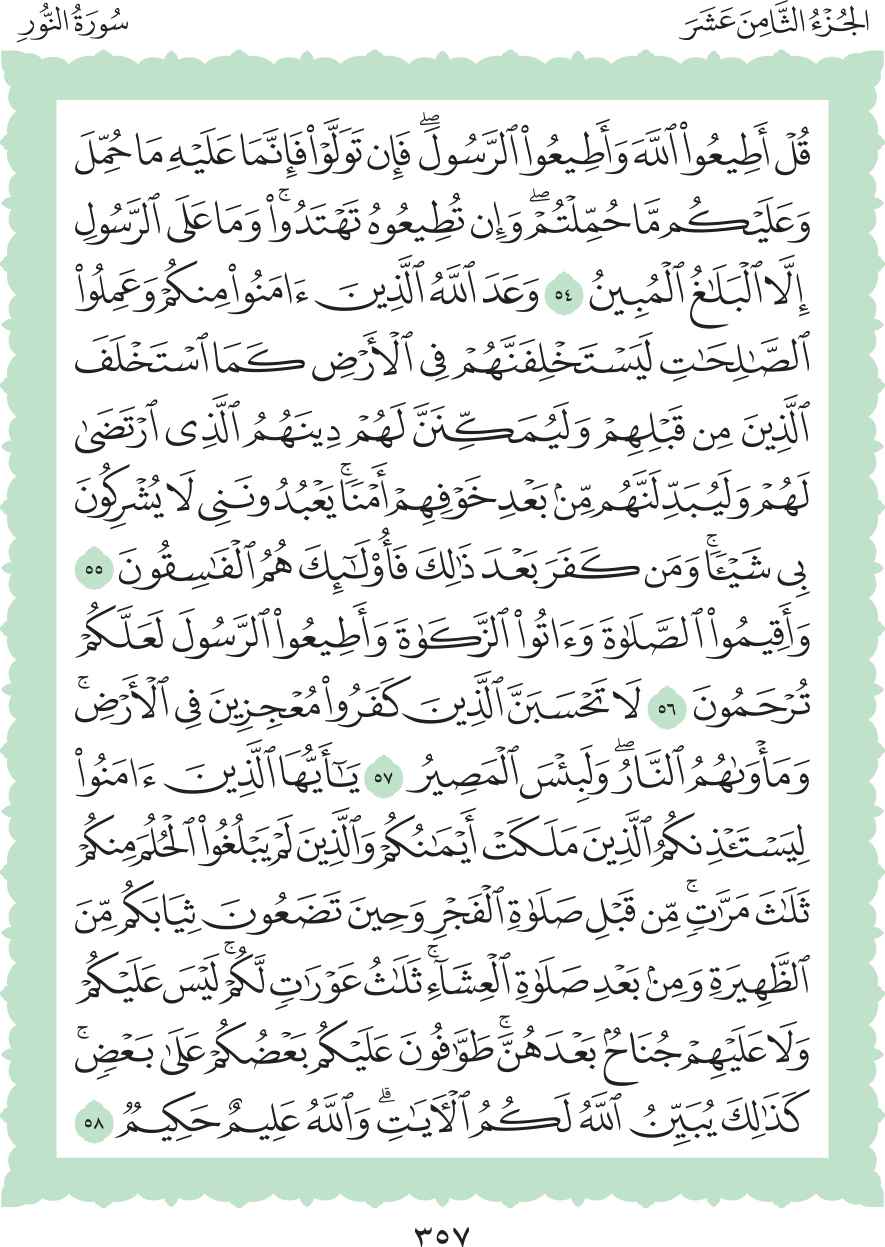 الجُزْءُ الثَّامِنَ عَشَرَ
سُورَةُ النُّورِ
قُلۡ أَطِيعُواْ ٱللَّهَ وَأَطِيعُواْ ٱلرَّسُولَۖ فَإِن تَوَلَّوۡاْ فَإِنَّمَا عَلَيۡهِ مَا حُمِّلَ
وَعَلَيۡكُم مَّا حُمِّلۡتُمۡۖ وَإِن تُطِيعُوهُ تَهۡتَدُواْۚ وَمَا عَلَى ٱلرَّسُولِ
إِلَّا ٱلۡبَلَٰغُ ٱلۡمُبِينُ ٥٤ وَعَدَ ٱللَّهُ ٱلَّذِينَ ءَامَنُواْ مِنكُمۡ وَعَمِلُواْ
ٱلصَّٰلِحَٰتِ لَيَسۡتَخۡلِفَنَّهُمۡ فِي ٱلۡأَرۡضِ كَمَا ٱسۡتَخۡلَفَ
ٱلَّذِينَ مِن قَبۡلِهِمۡ وَلَيُمَكِّنَنَّ لَهُمۡ دِينَهُمُ ٱلَّذِي ٱرۡتَضَىٰ
لَهُمۡ وَلَيُبَدِّلَنَّهُم مِّنۢ بَعۡدِ خَوۡفِهِمۡ أَمۡنٗاۚ يَعۡبُدُونَنِي لَا يُشۡرِكُونَ
بِي شَيۡـٔٗاۚ وَمَن كَفَرَ بَعۡدَ ذَٰلِكَ فَأُوْلَٰٓئِكَ هُمُ ٱلۡفَٰسِقُونَ ٥٥
وَأَقِيمُواْ ٱلصَّلَوٰةَ وَءَاتُواْ ٱلزَّكَوٰةَ وَأَطِيعُواْ ٱلرَّسُولَ لَعَلَّكُمۡ
تُرۡحَمُونَ ٥٦ لَا تَحۡسَبَنَّ ٱلَّذِينَ كَفَرُواْ مُعۡجِزِينَ فِي ٱلۡأَرۡضِۚ
وَمَأۡوَىٰهُمُ ٱلنَّارُۖ وَلَبِئۡسَ ٱلۡمَصِيرُ ٥٧ يَٰٓأَيُّهَا ٱلَّذِينَ ءَامَنُواْ
لِيَسۡتَـٔۡذِنكُمُ ٱلَّذِينَ مَلَكَتۡ أَيۡمَٰنُكُمۡ وَٱلَّذِينَ لَمۡ يَبۡلُغُواْ ٱلۡحُلُمَ مِنكُمۡ
ثَلَٰثَ مَرَّٰتٖۚ مِّن قَبۡلِ صَلَوٰةِ ٱلۡفَجۡرِ وَحِينَ تَضَعُونَ ثِيَابَكُم مِّنَ
ٱلظَّهِيرَةِ وَمِنۢ بَعۡدِ صَلَوٰةِ ٱلۡعِشَآءِۚ ثَلَٰثُ عَوۡرَٰتٖ لَّكُمۡۚ لَيۡسَ عَلَيۡكُمۡ
وَلَا عَلَيۡهِمۡ جُنَاحُۢ بَعۡدَهُنَّۚ طَوَّٰفُونَ عَلَيۡكُم بَعۡضُكُمۡ عَلَىٰ بَعۡضٖۚ
كَذَٰلِكَ يُبَيِّنُ ٱللَّهُ لَكُمُ ٱلۡأٓيَٰتِۗ وَٱللَّهُ عَلِيمٌ حَكِيمٞ ٥٨
٣٥٧